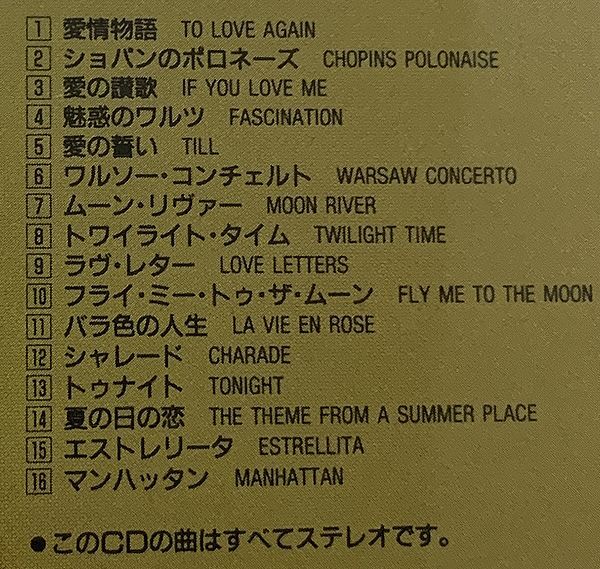 1 愛情物語 TO LOVE AGAIN
2 ショパンのポロネーズ CHOPINS POLONAISE
3 愛の讃歌 IF YOU LOVE ME
4 魅惑のワルツ FASCINATION
5 愛の誓い TILL
6 ワルソー・コンチェルト WARSAW CONCERTO
7 ムーン・リヴァー MOON RIVER
8 トワイライト・タイム TWILIGHT TIME
9 ラヴ・レター LOVE LETTERS
10 フライ・ミー・トゥ・ザ・ムーン FLY ME TO THE MOON
11 バラ色の人生 LA VIE EN ROSE
12 シャレード CHARADE
13 トゥナイト TONIGHT
14 夏の日の恋 THE THEME FROM A SUMMER PLACE
15 エストレリータ ESTRELLITA
16 マンハッタン MANHATTAN
●このCDの曲はすべてステレオです。